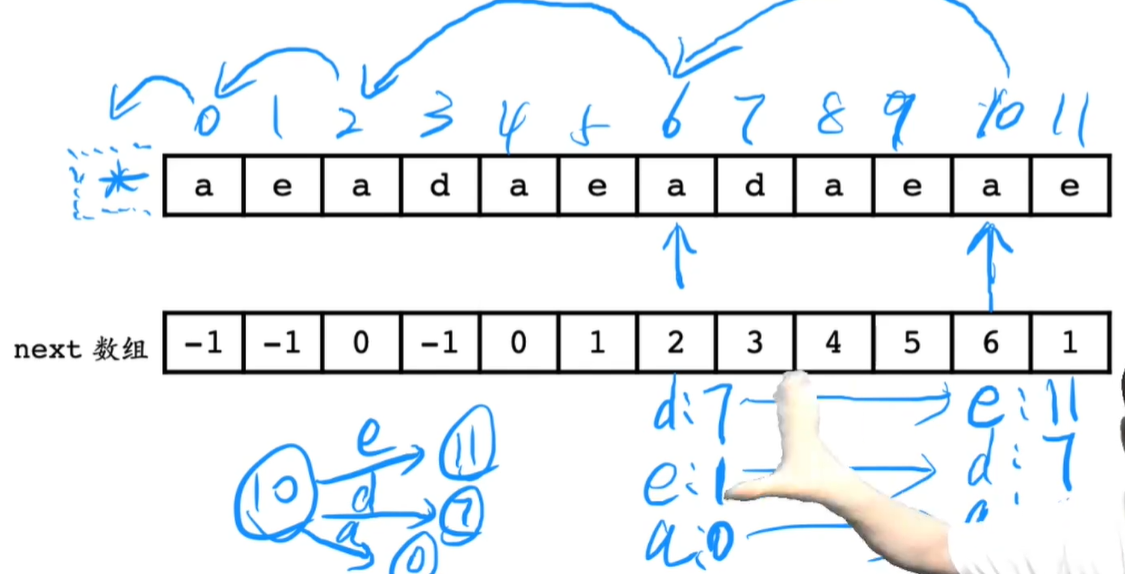 0 1 2 3 4 5 6 7 8 9 10 11
* a e a d a e a d a e a e
next 数组 -1 -1 0 -1 0 1 2 3 4 5 6 1
d:7 e:11
e 11
10 d 7 e:1 d:7
a 0 a:0